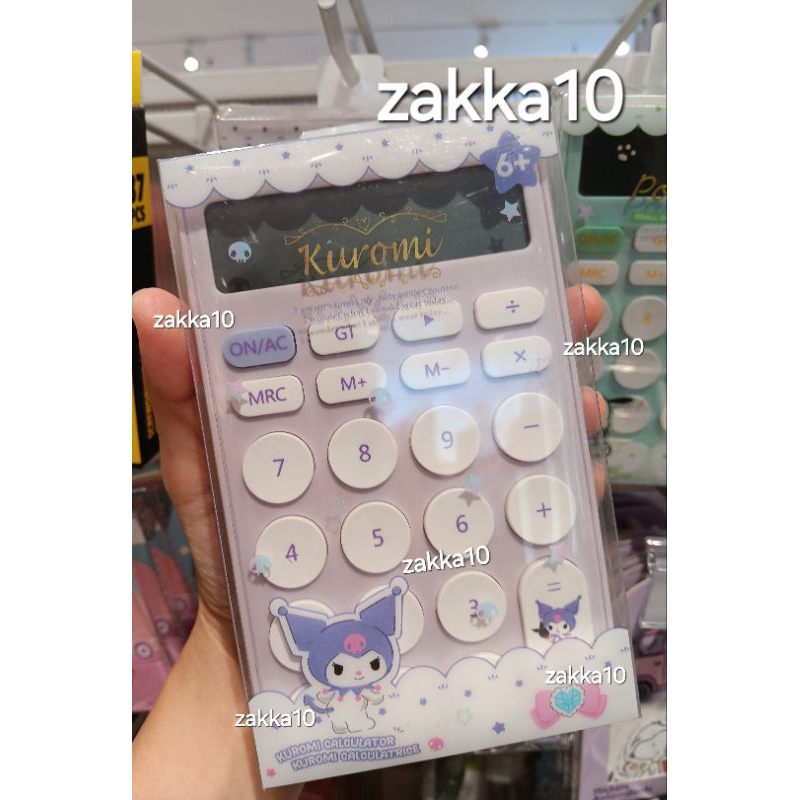 zakka10
6+
Kuromi
zakka10
ON/AC
GT
▶
÷
zakka10
MRC
M+
M−
×
7
8
9
−
4
5
6
+
zakka10
3
=
zakka10
zakka10
KUROMI CALCULATOR
KUROMI CALCULATRICE
MRC